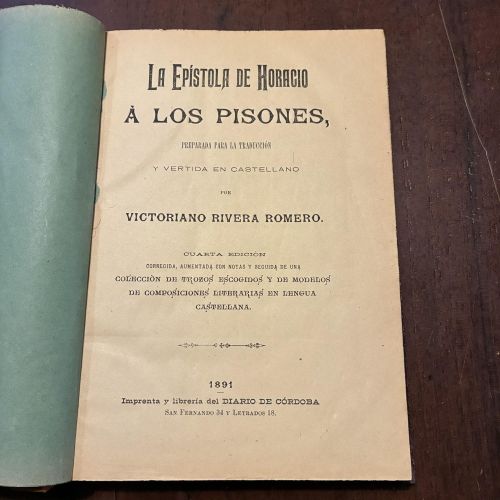 LA EPÍSTOLA DE HORACIO
Á LOS PISONES,
PREPARADA PARA LA TRADUCCIÓN
Y VERTIDA EN CASTELLANO
POR
VICTORIANO RIVERA ROMERO.
CUARTA EDICIÓN
CORREGIDA, AUMENTADA CON NOTAS Y SEGUIDA DE UNA
COLECCIÓN DE TROZOS ESCOGIDOS Y DE MODELOS
DE COMPOSICIONES LITERARIAS EN LENGUA
CASTELLANA.
1891
Imprenta y librería del DIARIO DE CÓRDOBA
SAN FERNANDO 34 Y LETRADOS 18.